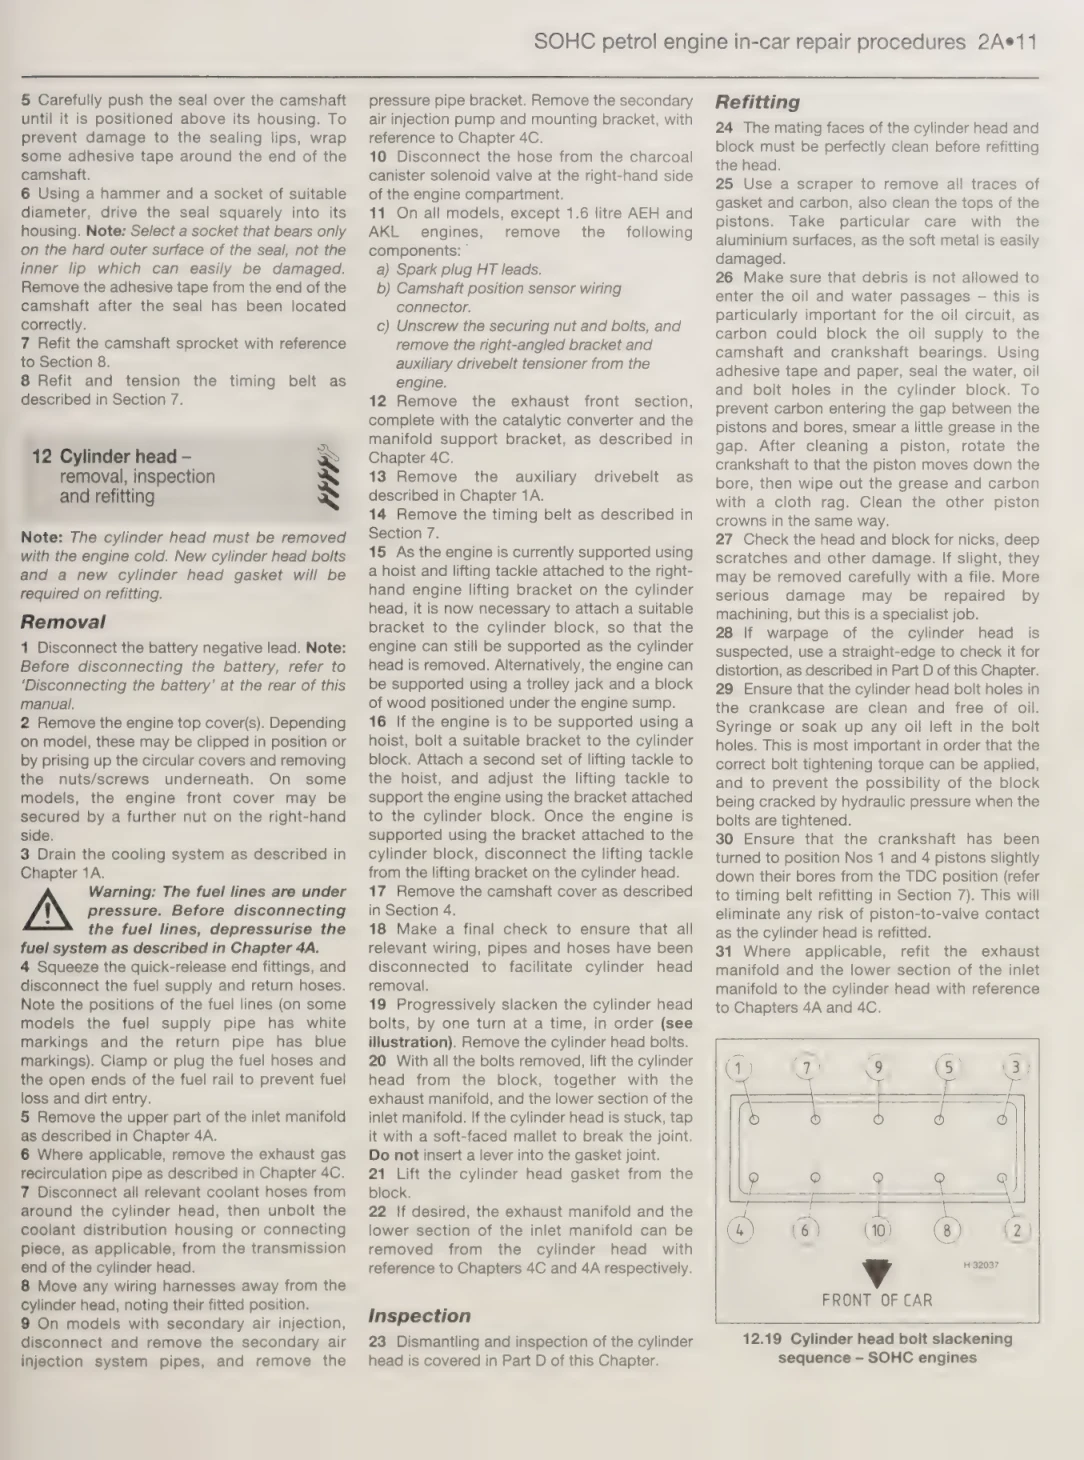 SOHC petrol engine in-car repair procedures 2A•11
5 Carefully push the seal over the camshaft
until it is positioned above its housing. To
prevent damage to the sealing lips, wrap
some adhesive tape around the end of the
camshaft.
6 Using a hammer and a socket of suitable
diameter, drive the seal squarely into its
housing. Note: Select a socket that bears only
on the hard outer surface of the seal, not the
inner lip which can easily be damaged.
Remove the adhesive tape from the end of the
camshaft after the seal has been located
correctly.
7 Refit the camshaft sprocket with reference
to Section 8.
8 Refit and tension the timing belt as
described in Section 7.
12 Cylinder head –
removal, inspection
and refitting
Note: The cylinder head must be removed
with the engine cold. New cylinder head bolts
and a new cylinder head gasket will be
required on refitting.
Removal
1 Disconnect the battery negative lead. Note:
Before disconnecting the battery, refer to
'Disconnecting the battery' at the rear of this
manual.
2 Remove the engine top cover(s). Depending
on model, these may be clipped in position or
by prising up the circular covers and removing
the nuts/screws underneath. On some
models, the engine front cover may be
secured by a further nut on the right-hand
side.
3 Drain the cooling system as described in
Chapter 1A.
Warning: The fuel lines are under
pressure. Before disconnecting
the fuel lines, depressurise the
fuel system as described in Chapter 4A.
4 Squeeze the quick-release end fittings, and
disconnect the fuel supply and return hoses.
Note the positions of the fuel lines (on some
models the fuel supply pipe has white
markings and the return pipe has blue
markings). Clamp or plug the fuel hoses and
the open ends of the fuel rail to prevent fuel
loss and dirt entry.
5 Remove the upper part of the inlet manifold
as described in Chapter 4A.
6 Where applicable, remove the exhaust gas
recirculation pipe as described in Chapter 4C.
7 Disconnect all relevant coolant hoses from
around the cylinder head, then unbolt the
coolant distribution housing or connecting
piece, as applicable, from the transmission
end of the cylinder head.
8 Move any wiring harnesses away from the
cylinder head, noting their fitted position.
9 On models with secondary air injection,
disconnect and remove the secondary air
injection system pipes, and remove the
pressure pipe bracket. Remove the secondary
air injection pump and mounting bracket, with
reference to Chapter 4C.
10 Disconnect the hose from the charcoal
canister solenoid valve at the right-hand side
of the engine compartment.
11 On all models, except 1.6 litre AEH and
AKL engines, remove the following
components:
a) Spark plug HT leads.
b) Camshaft position sensor wiring
connector.
c) Unscrew the securing nut and bolts, and
remove the right-angled bracket and
auxiliary drivebelt tensioner from the
engine.
12 Remove the exhaust front section,
complete with the catalytic converter and the
manifold support bracket, as described in
Chapter 4C.
13 Remove the auxiliary drivebelt as
described in Chapter 1A.
14 Remove the timing belt as described in
Section 7.
15 As the engine is currently supported using
a hoist and lifting tackle attached to the right-
hand engine lifting bracket on the cylinder
head, it is now necessary to attach a suitable
bracket to the cylinder block, so that the
engine can still be supported as the cylinder
head is removed. Alternatively, the engine can
be supported using a trolley jack and a block
of wood positioned under the engine sump.
16 If the engine is to be supported using a
hoist, bolt a suitable bracket to the cylinder
block. Attach a second set of lifting tackle to
the hoist, and adjust the lifting tackle to
support the engine using the bracket attached
to the cylinder block. Once the engine is
supported using the bracket attached to the
cylinder block, disconnect the lifting tackle
from the lifting bracket on the cylinder head.
17 Remove the camshaft cover as described
in Section 4.
18 Make a final check to ensure that all
relevant wiring, pipes and hoses have been
disconnected to facilitate cylinder head
removal.
19 Progressively slacken the cylinder head
bolts, by one turn at a time, in order (see
illustration). Remove the cylinder head bolts.
20 With all the bolts removed, lift the cylinder
head from the block, together with the
exhaust manifold, and the lower section of the
inlet manifold. If the cylinder head is stuck, tap
it with a soft-faced mallet to break the joint.
Do not insert a lever into the gasket joint.
21 Lift the cylinder head gasket from the
block.
22 If desired, the exhaust manifold and the
lower section of the inlet manifold can be
removed from the cylinder head with
reference to Chapters 4C and 4A respectively.
Inspection
23 Dismantling and inspection of the cylinder
head is covered in Part D of this Chapter.
Refitting
24 The mating faces of the cylinder head and
block must be perfectly clean before refitting
the head.
25 Use a scraper to remove all traces of
gasket and carbon, also clean the tops of the
pistons. Take particular care with the
aluminium surfaces, as the soft metal is easily
damaged.
26 Make sure that debris is not allowed to
enter the oil and water passages – this is
particularly important for the oil circuit, as
carbon could block the oil supply to the
camshaft and crankshaft bearings. Using
adhesive tape and paper, seal the water, oil
and bolt holes in the cylinder block. To
prevent carbon entering the gap between the
pistons and bores, smear a little grease in the
gap. After cleaning a piston, rotate the
crankshaft to that the piston moves down the
bore, then wipe out the grease and carbon
with a cloth rag. Clean the other piston
crowns in the same way.
27 Check the head and block for nicks, deep
scratches and other damage. If slight, they
may be removed carefully with a file. More
serious damage may be repaired by
machining, but this is a specialist job.
28 If warpage of the cylinder head is
suspected, use a straight-edge to check it for
distortion, as described in Part D of this Chapter.
29 Ensure that the cylinder head bolt holes in
the crankcase are clean and free of oil.
Syringe or soak up any oil left in the bolt
holes. This is most important in order that the
correct bolt tightening torque can be applied,
and to prevent the possibility of the block
being cracked by hydraulic pressure when the
bolts are tightened.
30 Ensure that the crankshaft has been
turned to position Nos 1 and 4 pistons slightly
down their bores from the TDC position (refer
to timing belt refitting in Section 7). This will
eliminate any risk of piston-to-valve contact
as the cylinder head is refitted.
31 Where applicable, refit the exhaust
manifold and the lower section of the inlet
manifold to the cylinder head with reference
to Chapters 4A and 4C.
1 7 9 5 3
4 6 10 8 2
H 32037
FRONT OF CAR
12.19 Cylinder head bolt slackening
sequence – SOHC engines